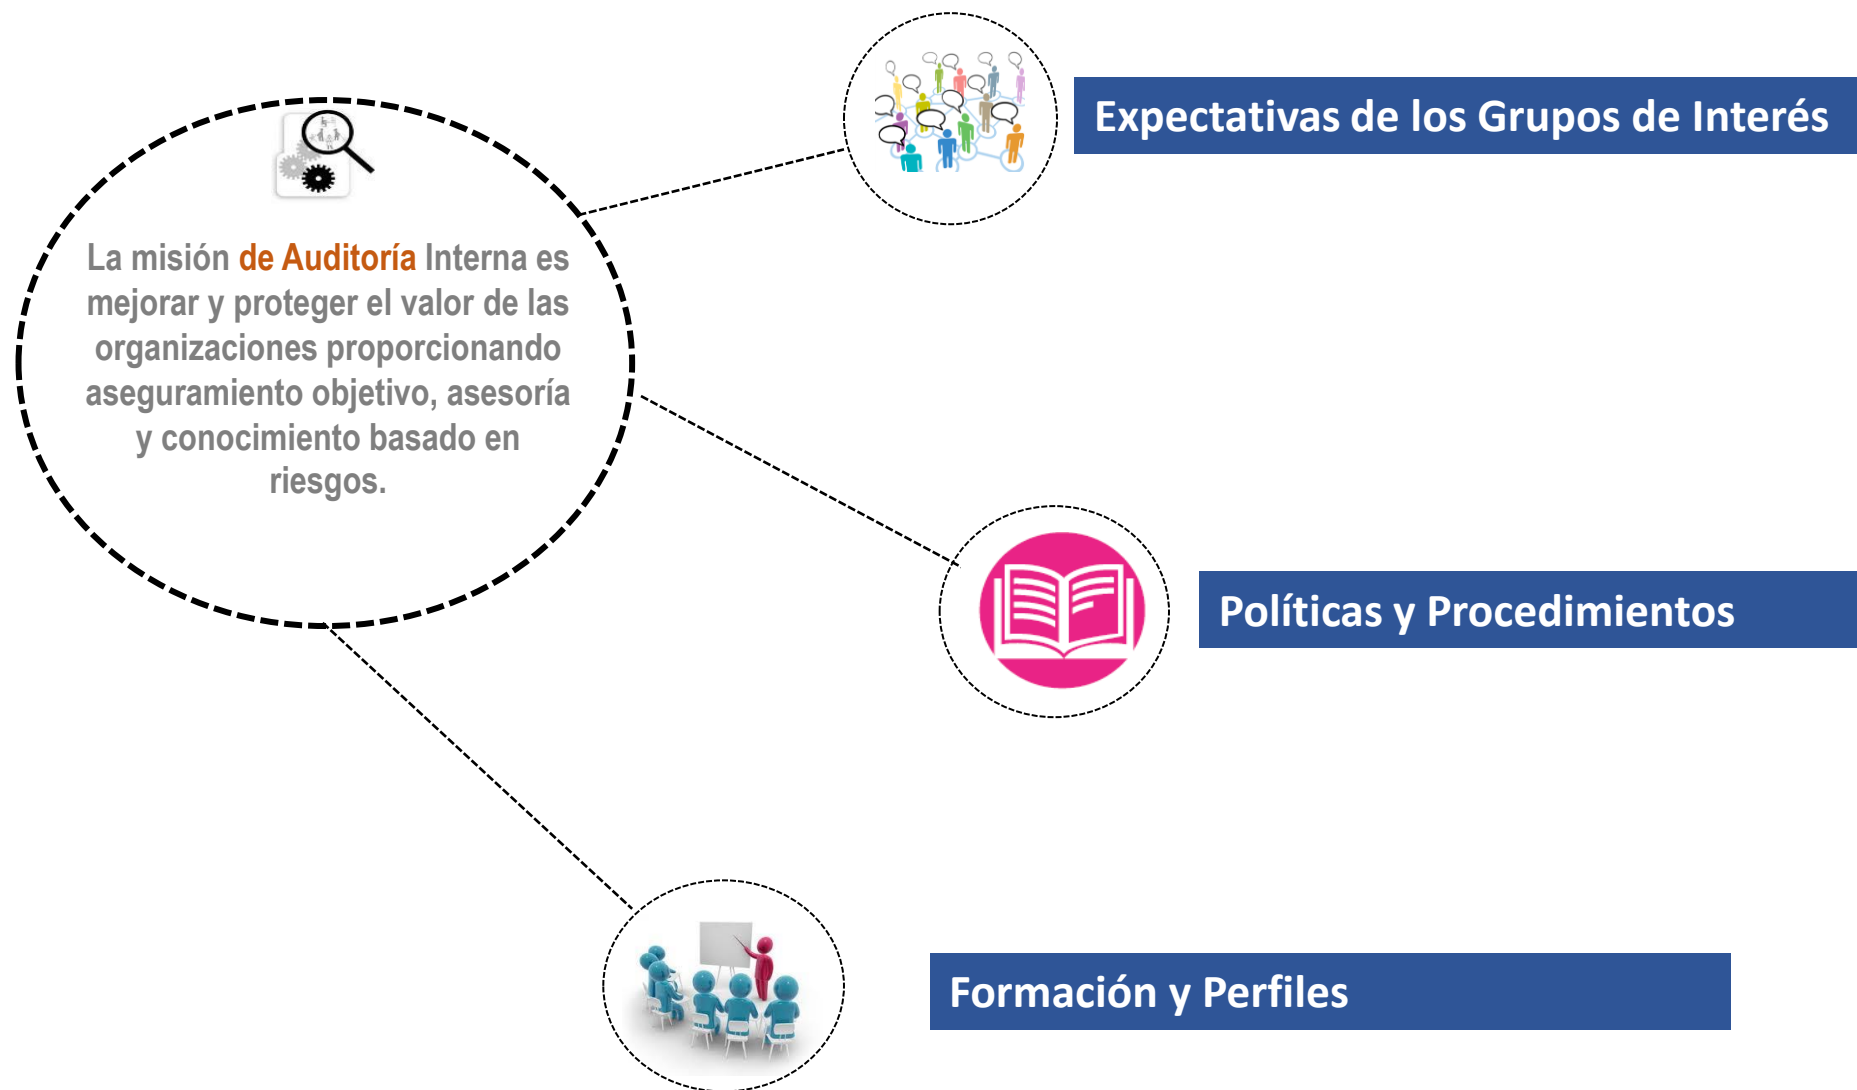 Expectativas de los Grupos de Interés
La misión de Auditoría Interna es
mejorar y proteger el valor de las
organizaciones proporcionando
aseguramiento objetivo, asesoría
y conocimiento basado en
riesgos.
Políticas y Procedimientos
Formación y Perfiles